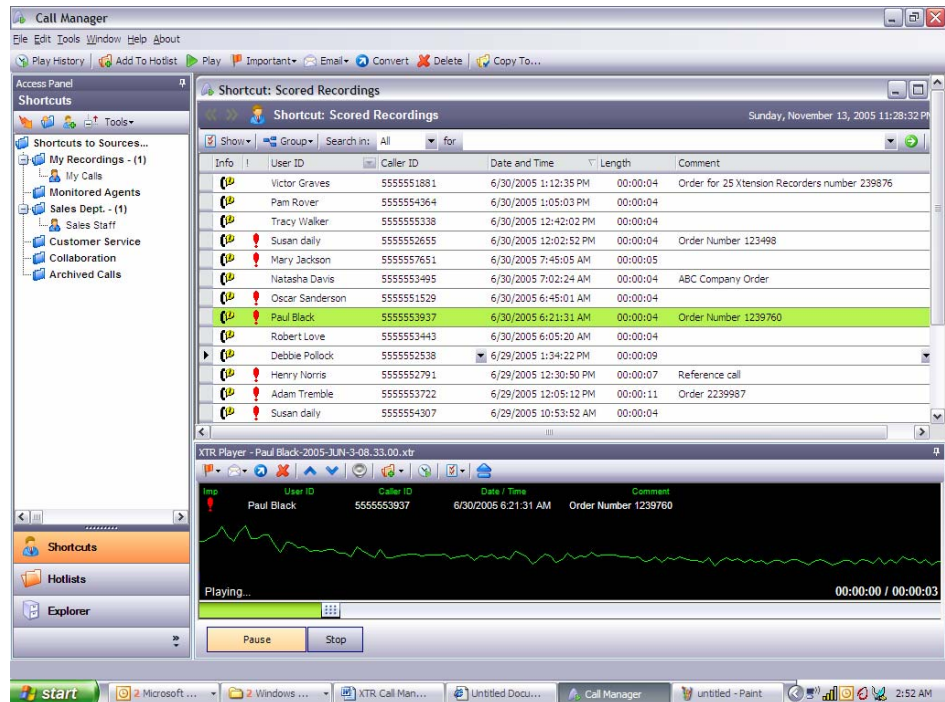 Call Manager
File Edit Tools Window Help About
Play History Add To Hotlist Play Important Email Convert Delete Copy To...
Access Panel
Shortcuts
Tools
Shortcuts to Sources...
My Recordings - (1)
My Calls
Monitored Agents
Sales Dept. - (1)
Sales Staff
Customer Service
Collaboration
Archived Calls
Shortcuts
Hotlists
Explorer
Shortcut: Scored Recordings
Shortcut: Scored Recordings Sunday, November 13, 2005 11:28:32 PM
Show Group Search in: All for
Info ! User ID Caller ID Date and Time Length Comment
Victor Graves 5555551881 6/30/2005 1:12:35 PM 00:00:04 Order for 25 Xtension Recorders number 239876
Pam Rover 5555554364 6/30/2005 1:05:03 PM 00:00:04
Tracy Walker 5555555338 6/30/2005 12:42:02 PM 00:00:04
Susan daily 5555552655 6/30/2005 12:02:52 PM 00:00:04 Order Number 123498
Mary Jackson 5555557651 6/30/2005 7:45:05 AM 00:00:05
Natasha Davis 5555553495 6/30/2005 7:02:24 AM 00:00:04 ABC Company Order
Oscar Sanderson 5555551529 6/30/2005 6:45:01 AM 00:00:04
Paul Black 5555553937 6/30/2005 6:21:31 AM 00:00:04 Order Number 1239760
Robert Love 5555553443 6/30/2005 6:05:20 AM 00:00:04
Debbie Pollock 5555552538 6/29/2005 1:34:22 PM 00:00:09
Henry Norris 5555552791 6/29/2005 12:30:50 PM 00:00:07 Reference call
Adam Tremble 5555553722 6/29/2005 12:05:12 PM 00:00:11 Order 2239987
Susan daily 5555554307 6/29/2005 10:53:52 AM 00:00:04
XTR Player - Paul Black-2005-JUN-3-08.33.00.xtr
Imp User ID Caller ID Date / Time Comment
Paul Black 5555553937 6/30/2005 6:21:31 AM Order Number 1239760
Playing... 00:00:00 / 00:00:03
Pause Stop
start 2 Microsoft ... 2 Windows ... XTR Call Man... Untitled Docu... Call Manager untitled - Paint 2:52 AM